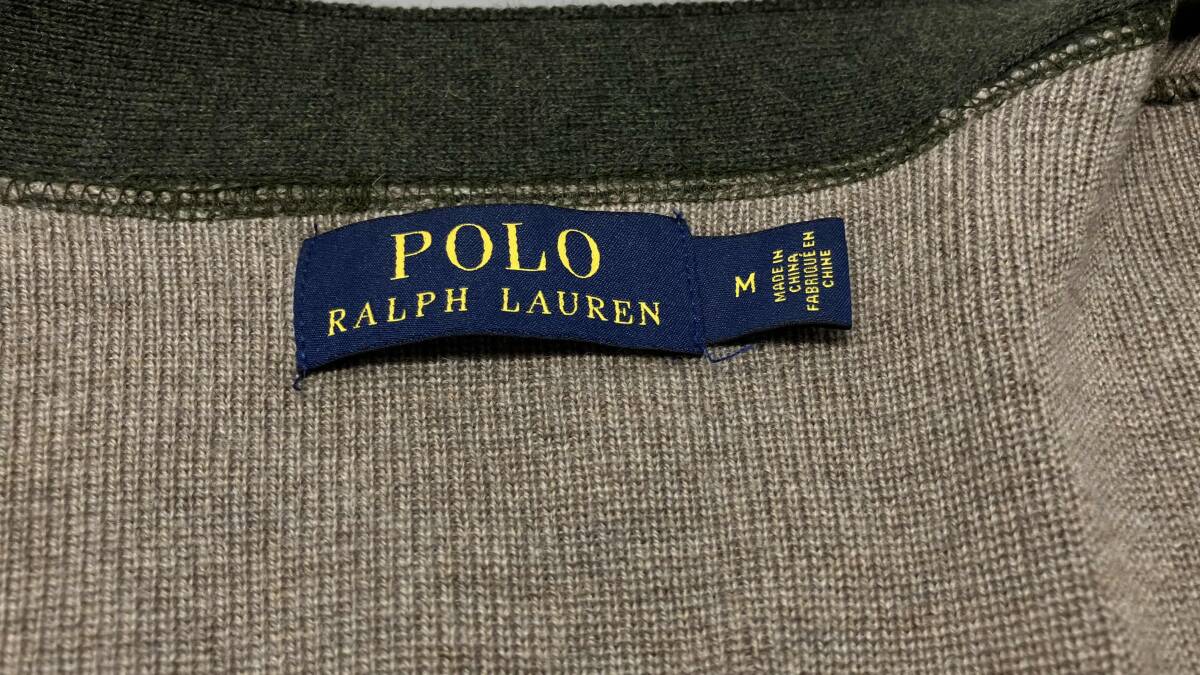 POLO
RALPH LAUREN
M
MADE IN
CHINA
FABRIQUÉ EN
CHINE